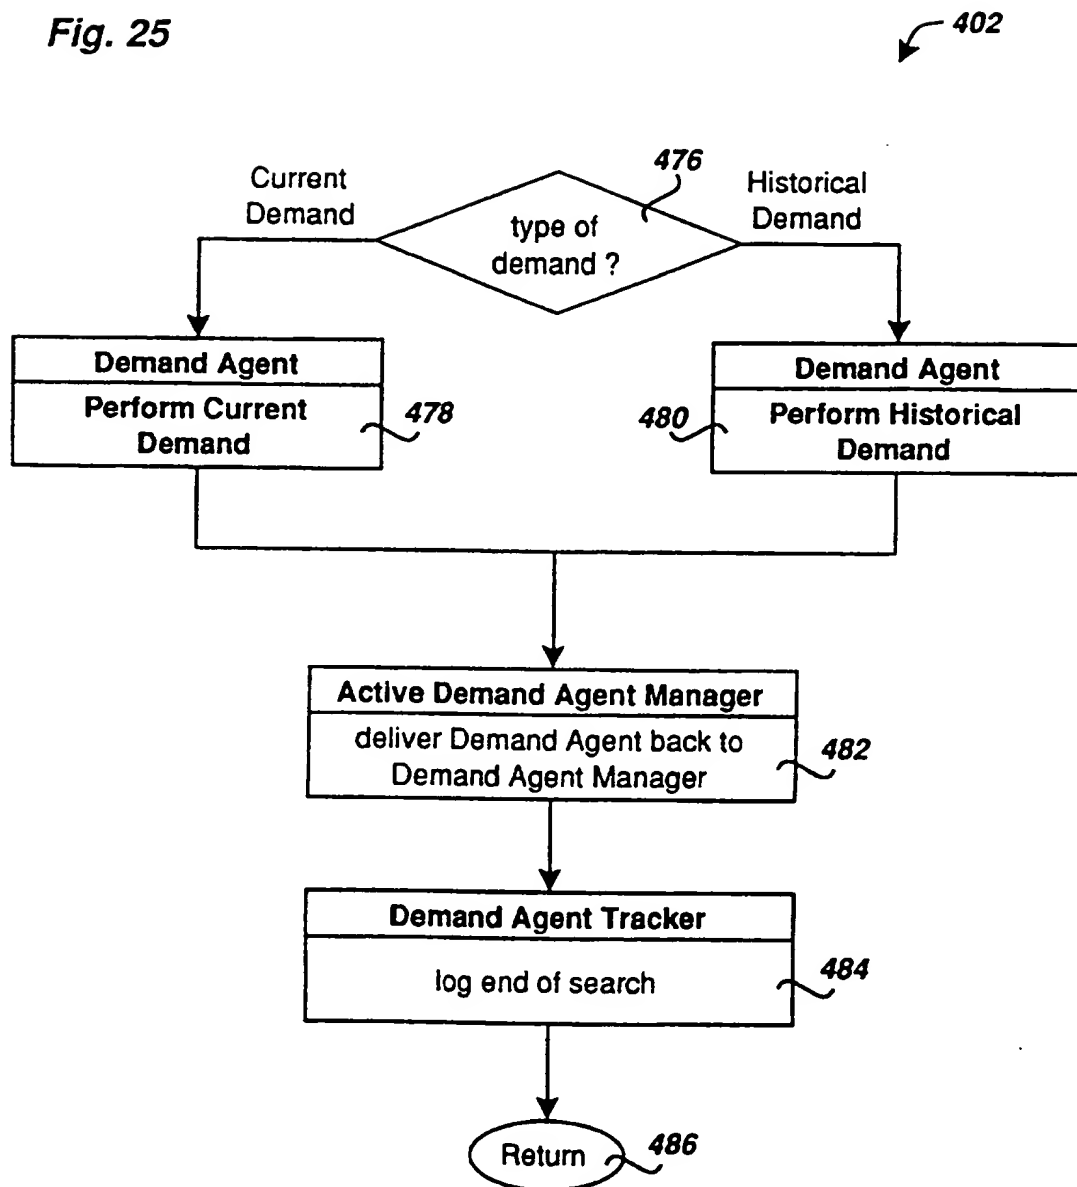 Fig. 25
402
476
Current
Demand
Historical
Demand
type of
demand ?
Demand Agent
Perform Current
Demand
478
Demand Agent
480
Perform Historical
Demand
Active Demand Agent Manager
deliver Demand Agent back to
Demand Agent Manager
482
Demand Agent Tracker
log end of search
484
Return
486